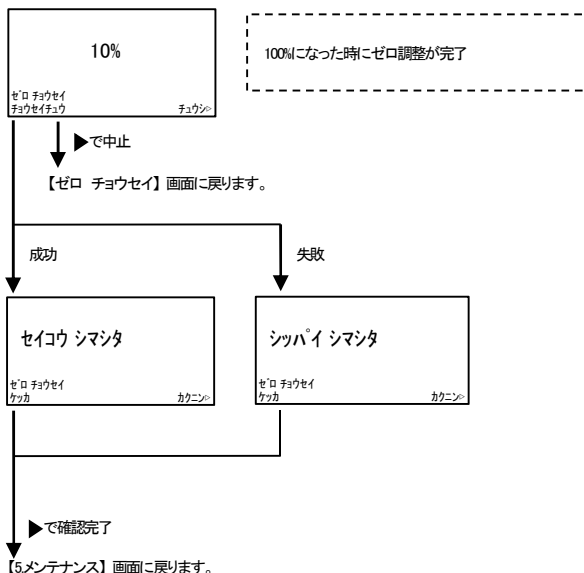 10%
ｾﾞﾛ ﾁｮｳｾｲ
ﾁｮｳｾｲﾁｭｳ ﾁｭｳｼ▷
100%になった時にゼロ調整が完了
▶で中止
【ゼロ チョウセイ】画面に戻ります。
成功
失敗
ｾｲｺｳ ｼﾏｼﾀ
ｾﾞﾛ ﾁｮｳｾｲ
ｹｯｶ ｶｸﾆﾝ▷
ｼｯﾊﾟｲ ｼﾏｼﾀ
ｾﾞﾛ ﾁｮｳｾｲ
ｹｯｶ ｶｸﾆﾝ▷
▶で確認完了
【5.メンテナンス】画面に戻ります。